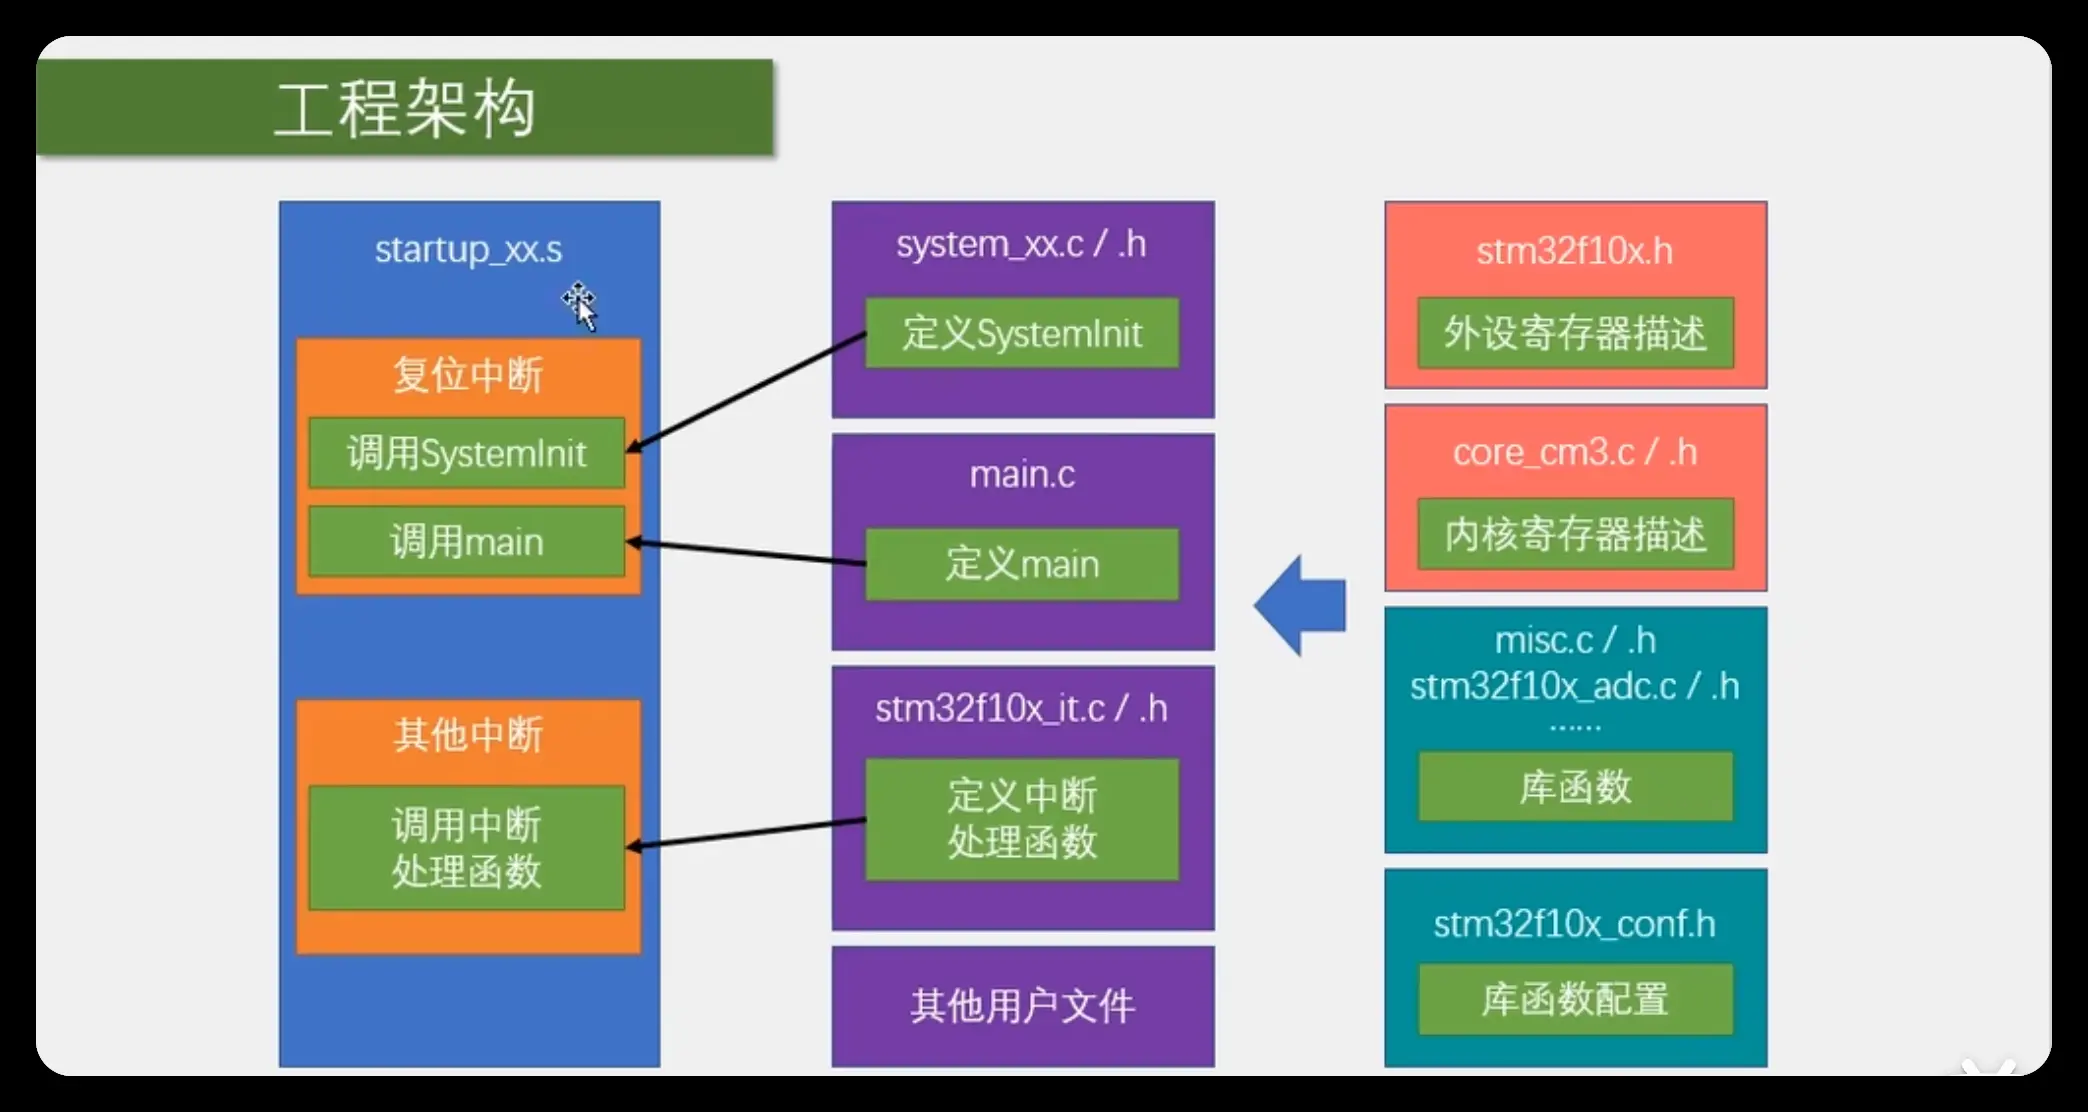 工程架构
startup_xx.s
复位中断
调用SystemInit
调用main
其他中断
调用中断
处理函数
system_xx.c / .h
定义SystemInit
main.c
定义main
stm32f10x_it.c / .h
定义中断
处理函数
其他用户文件
stm32f10x.h
外设寄存器描述
core_cm3.c / .h
内核寄存器描述
misc.c / .h
stm32f10x_adc.c / .h
......
库函数
stm32f10x_conf.h
库函数配置